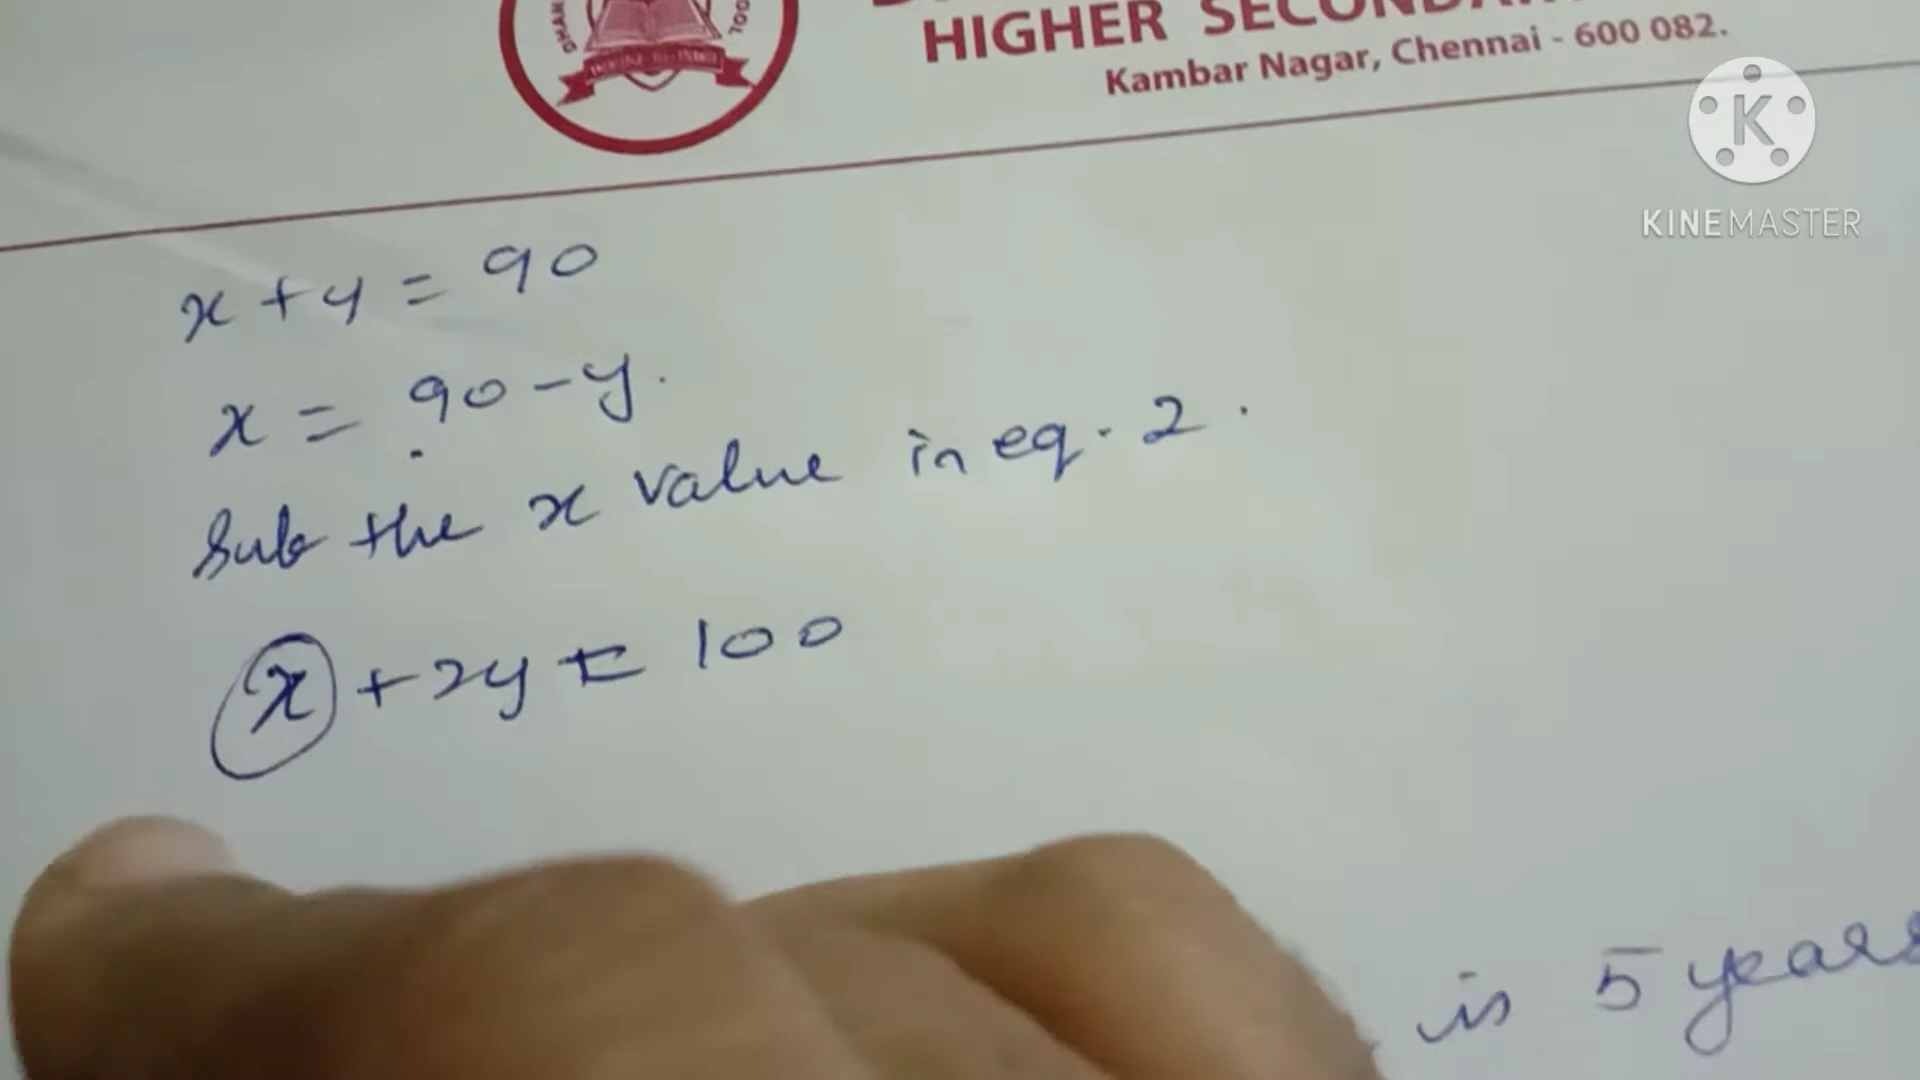 HIGHER
Kambar Nagar, Chennai - 600 082.
K
KINEMASTER
x + y = 90
x = 90 - y.
Sub the x value in eq. 2.
x + 2y = 100
is 5 years